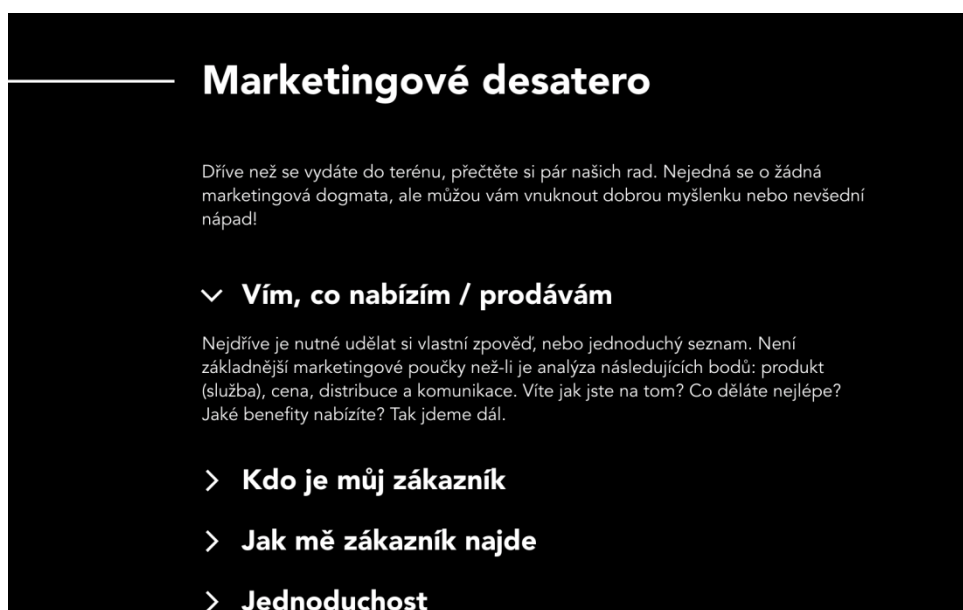 Marketingové desatero
Dříve než se vydáte do terénu, přečtěte si pár našich rad. Nejedná se o žádná
marketingová dogmata, ale můžou vám vnuknout dobrou myšlenku nebo nevšední
nápad!
Vím, co nabízím / prodávám
Nejdříve je nutné udělat si vlastní zpověď, nebo jednoduchý seznam. Není
základnější marketingové poučky než-li je analýza následujících bodů: produkt
(služba), cena, distribuce a komunikace. Víte jak jste na tom? Co děláte nejlépe?
Jaké benefity nabízíte? Tak jdeme dál.
Kdo je můj zákazník
Jak mě zákazník najde
Jednoduchost